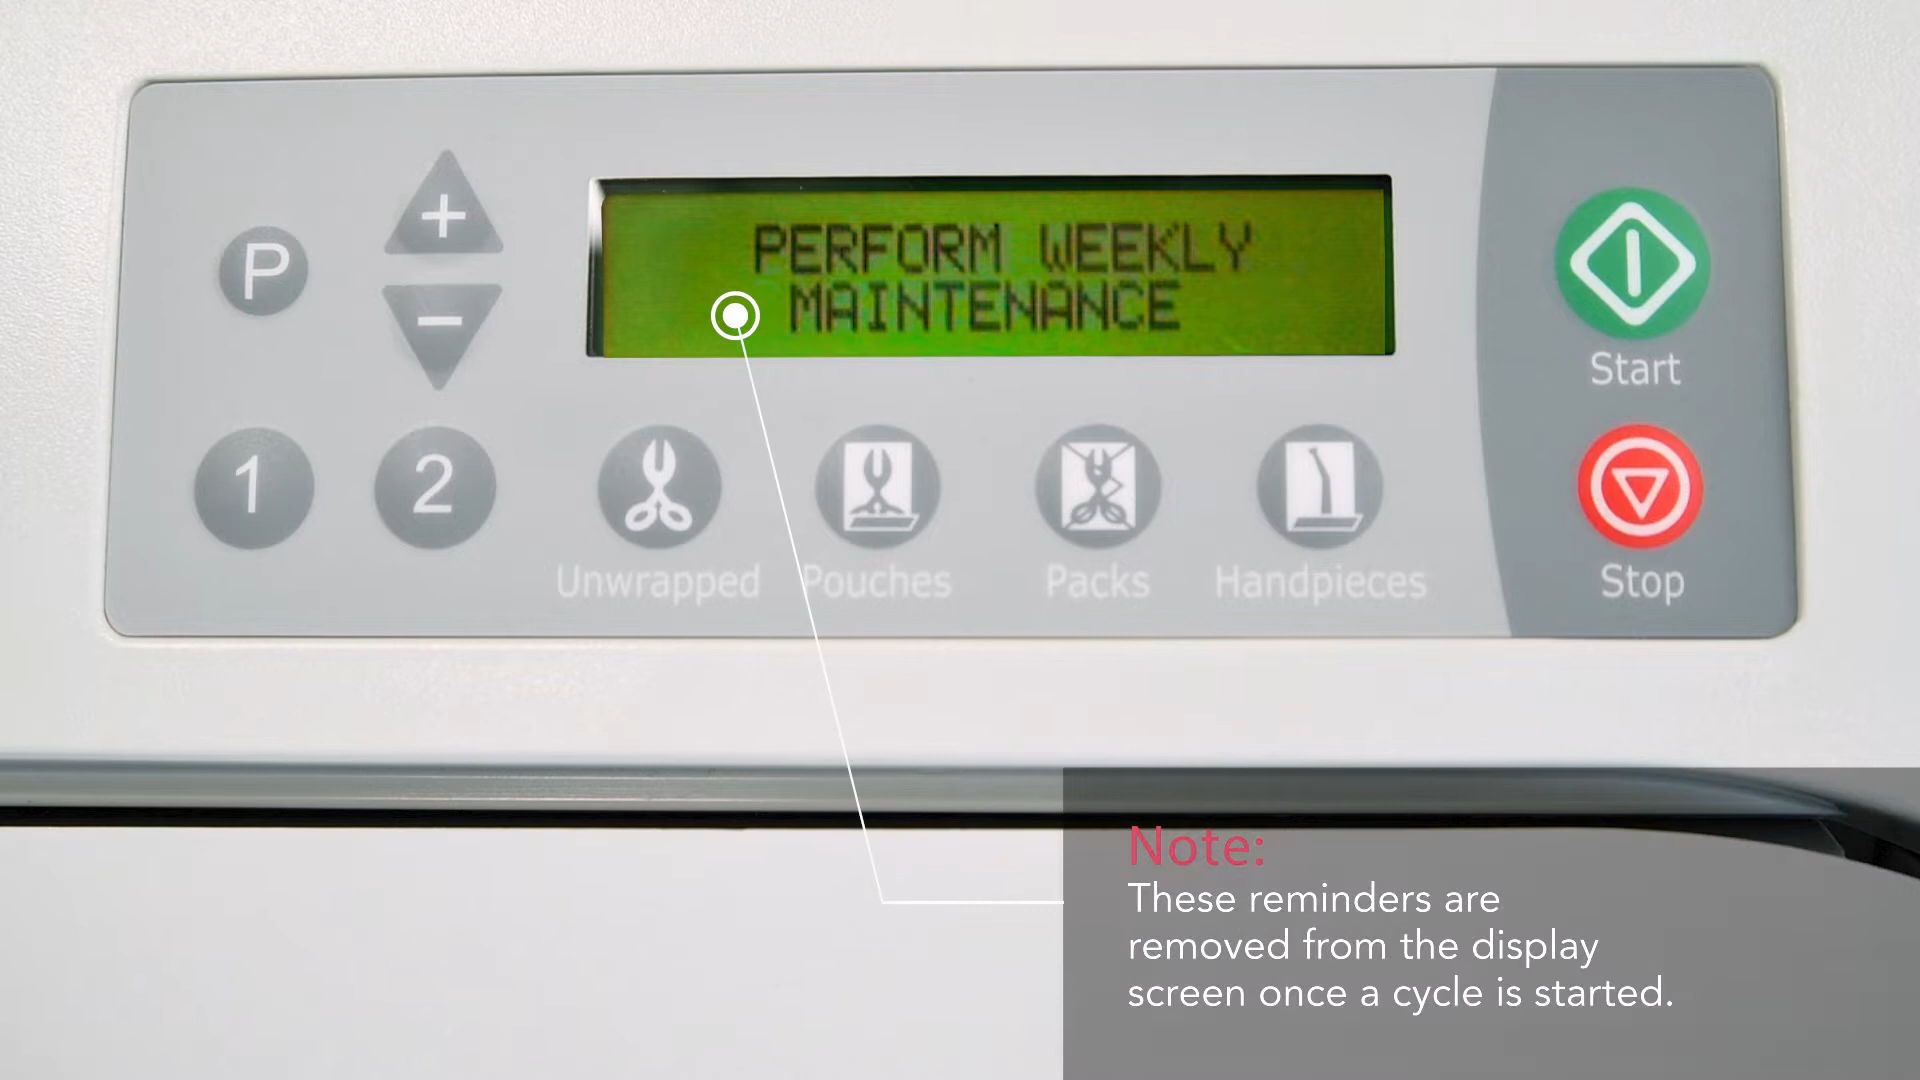 P
+
−
PERFORM WEEKLY
MAINTENANCE
Start
1
2
Unwrapped
Pouches
Packs
Handpieces
Stop
Note:
These reminders are
removed from the display
screen once a cycle is started.